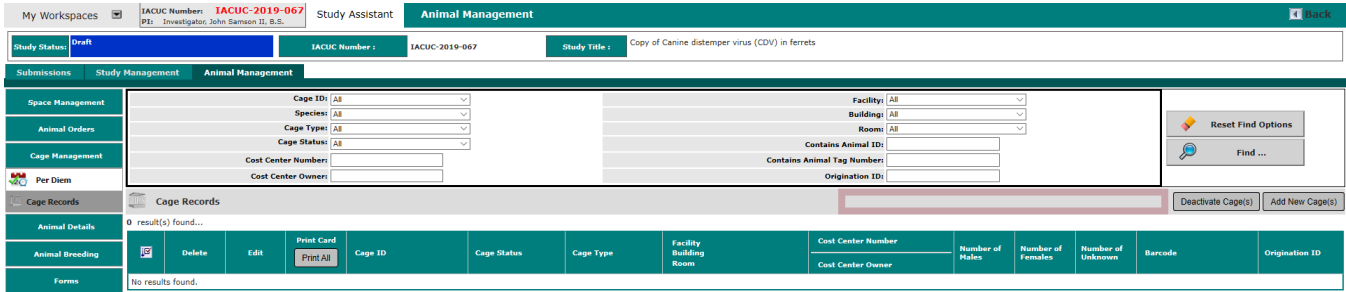 My Workspaces
IACUC Number: IACUC-2019-067
PI: Investigator, John Samson II, B.S.
Study Assistant
Animal Management
Back
Study Status: Draft
IACUC Number : IACUC-2019-067
Study Title : Copy of Canine distemper virus (CDV) in ferrets
Submissions Study Management Animal Management
Space Management
Animal Orders
Cage Management
Per Diem
Cage Records
Animal Details
Animal Breeding
Forms
Cage ID: All
Species: All
Cage Type: All
Cage Status: All
Cost Center Number:
Cost Center Owner:
Facility: All
Building: All
Room: All
Contains Animal ID:
Contains Animal Tag Number:
Origination ID:
Reset Find Options
Find ...
Cage Records
Deactivate Cage(s) Add New Cage(s)
0 result(s) found...
Delete
Edit
Print Card
Print All
Cage ID
Cage Status
Cage Type
Facility
Building
Room
Cost Center Number
Cost Center Owner
Number of
Males
Number of
Females
Number of
Unknown
Barcode
Origination ID
No results found.